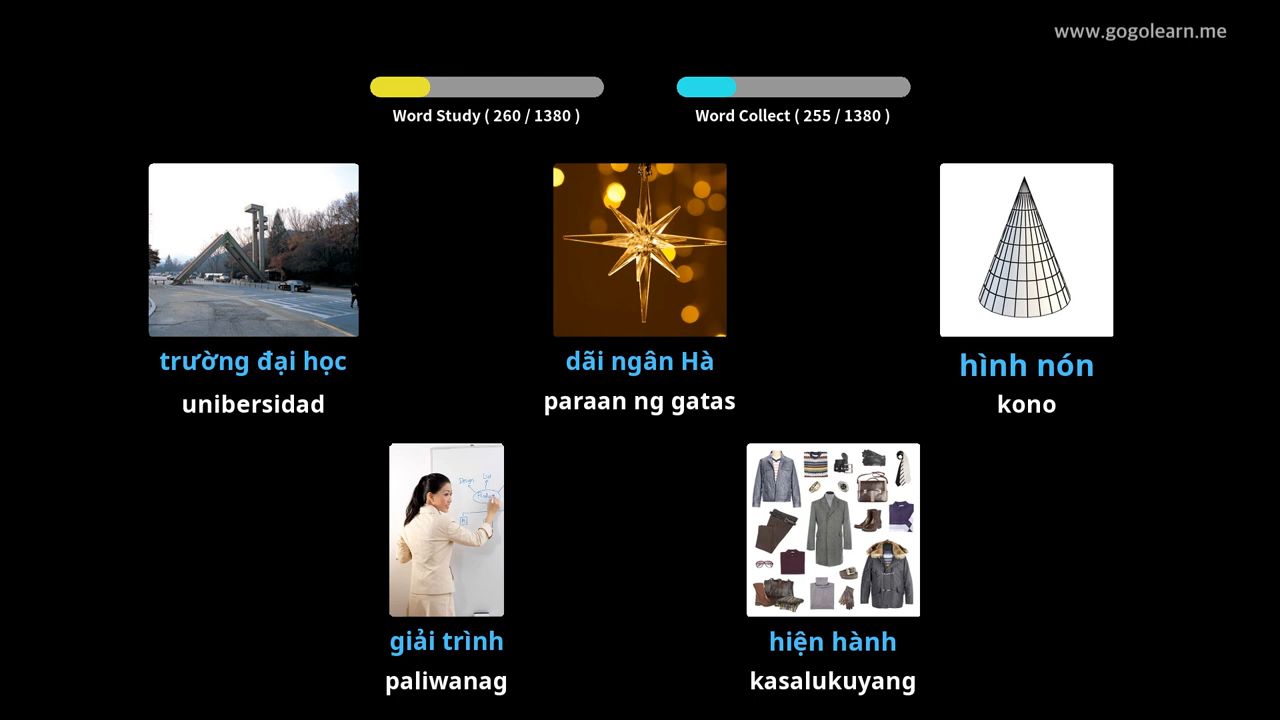 www.gogolearn.me
Word Study ( 260 / 1380 )
Word Collect ( 255 / 1380 )
trường đại học
unibersidad
dãi ngân Hà
paraan ng gatas
hình nón
kono
Design
giải trình
paliwanag
hiện hành
kasalukuyang